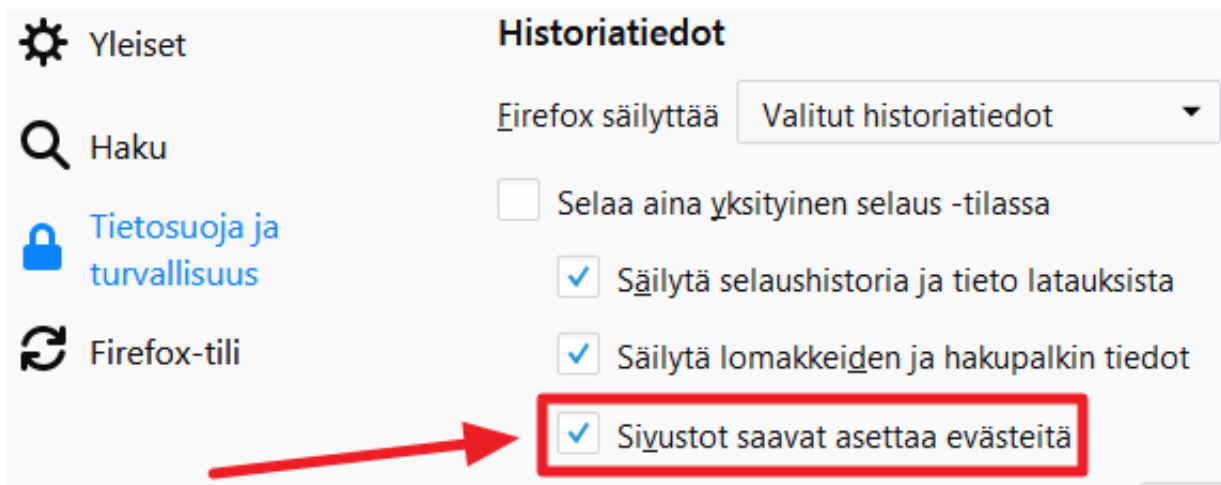 Yleiset
Haku
Tietosuoja ja
turvallisuus
Firefox-tili
Historiatiedot
Firefox säilyttää Valitut historiatiedot
Selaa aina yksityinen selaus -tilassa
Säilytä selaushistoria ja tieto latauksista
Säilytä lomakkeiden ja hakupalkin tiedot
Sivustot saavat asettaa evästeitä